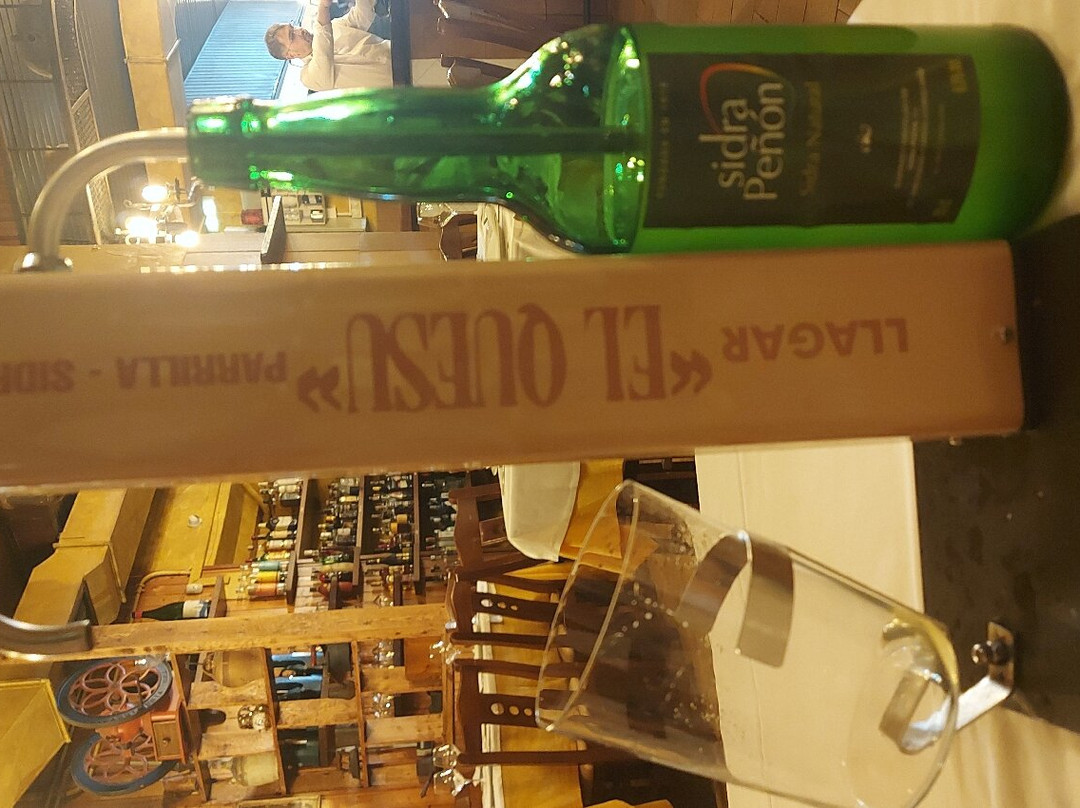 sidra
Peñón
Sidra Natural
LLAGAR
«EL QUESU»
PARRILLA - SIDR